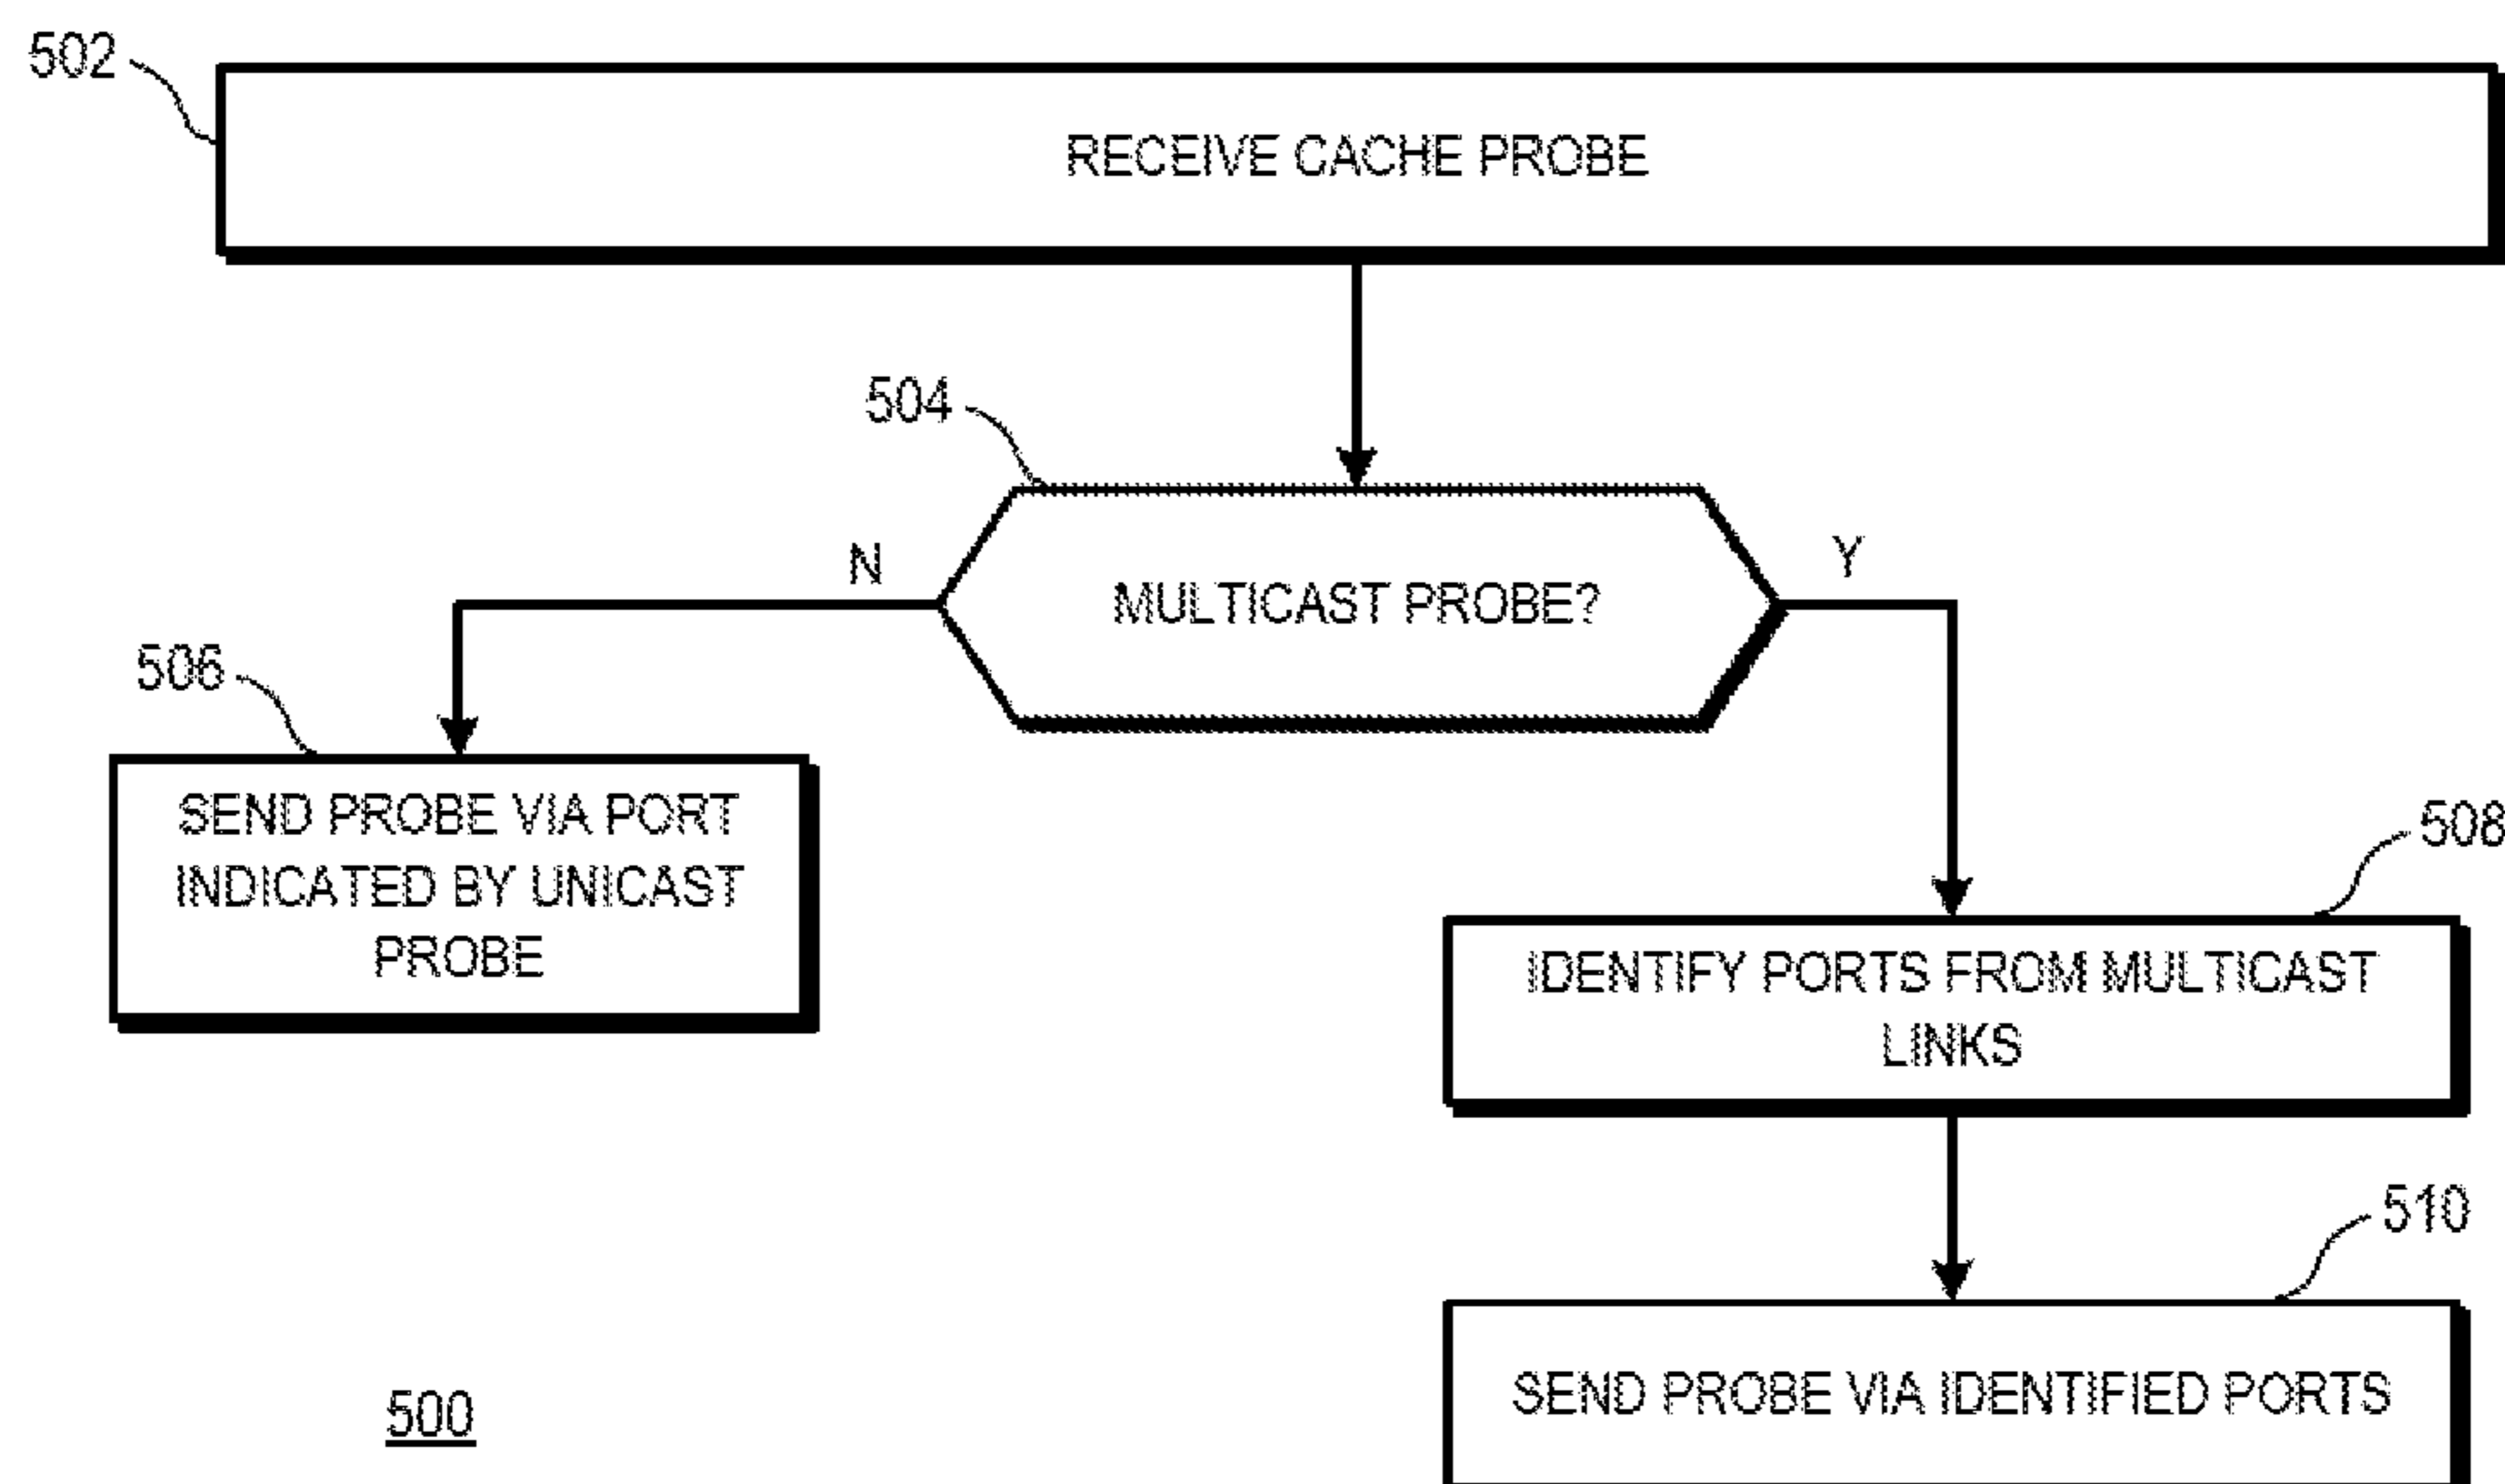 502
RECEIVE CACHE PROBE
504
N
Y
MULTICAST PROBE?
506
SEND PROBE VIA PORT
INDICATED BY UNICAST
PROBE
508
IDENTIFY PORTS FROM MULTICAST
LINKS
510
SEND PROBE VIA IDENTIFIED PORTS
500